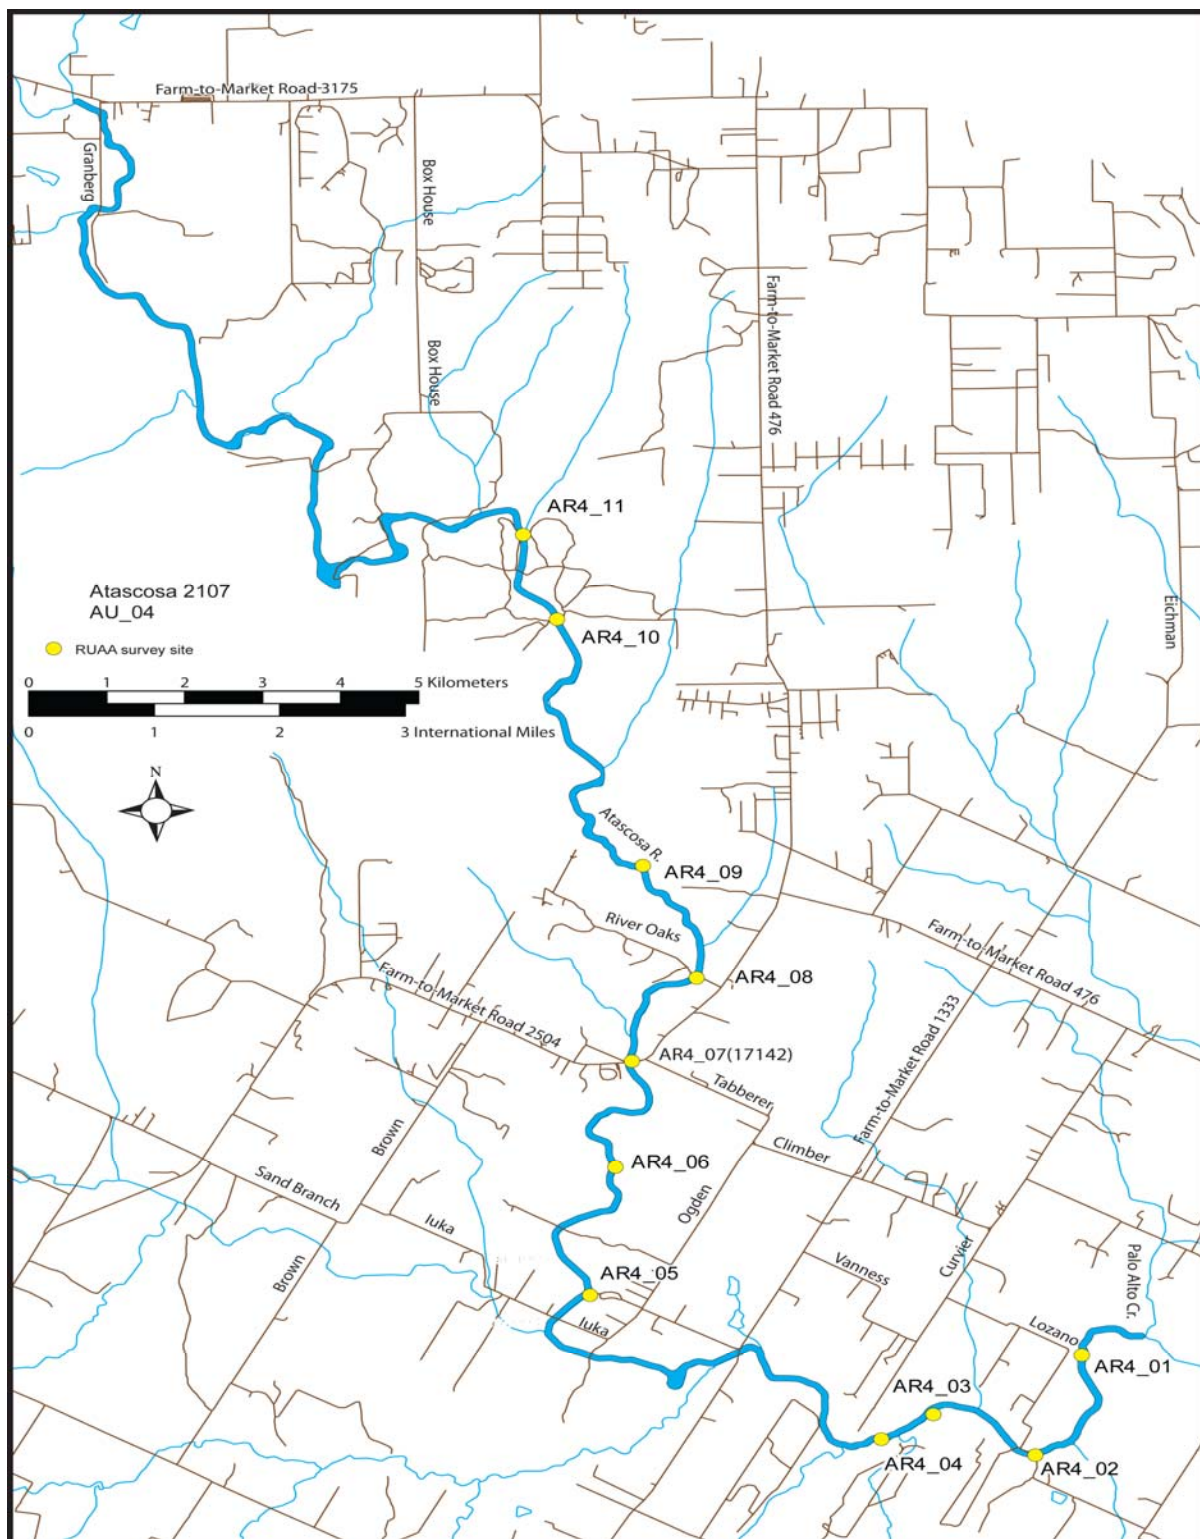 Farm-to-Market Road 3175
Granberg
Box House
Box House
Farm-to-Market Road 476
AR4_11
Atascosa 2107
AU_04
AR4_10
Eichman
RUAA survey site
0 1 2 3 4 5 Kilometers
0 1 2 3 International Miles
N
Atascosa R.
AR4_09
River Oaks
Farm-to-Market Road 476
AR4_08
Farm-to-Market Road 2504
Farm-to-Market Road 1333
AR4_07(17142)
Tabberer
Brown
Climber
AR4_06
Sand Branch
Ogden
Iuka
Curvier
Palo Alto Cr.
Vanness
Brown
AR4_05
Iuka
Lozano
AR4_01
AR4_03
AR4_04
AR4_02